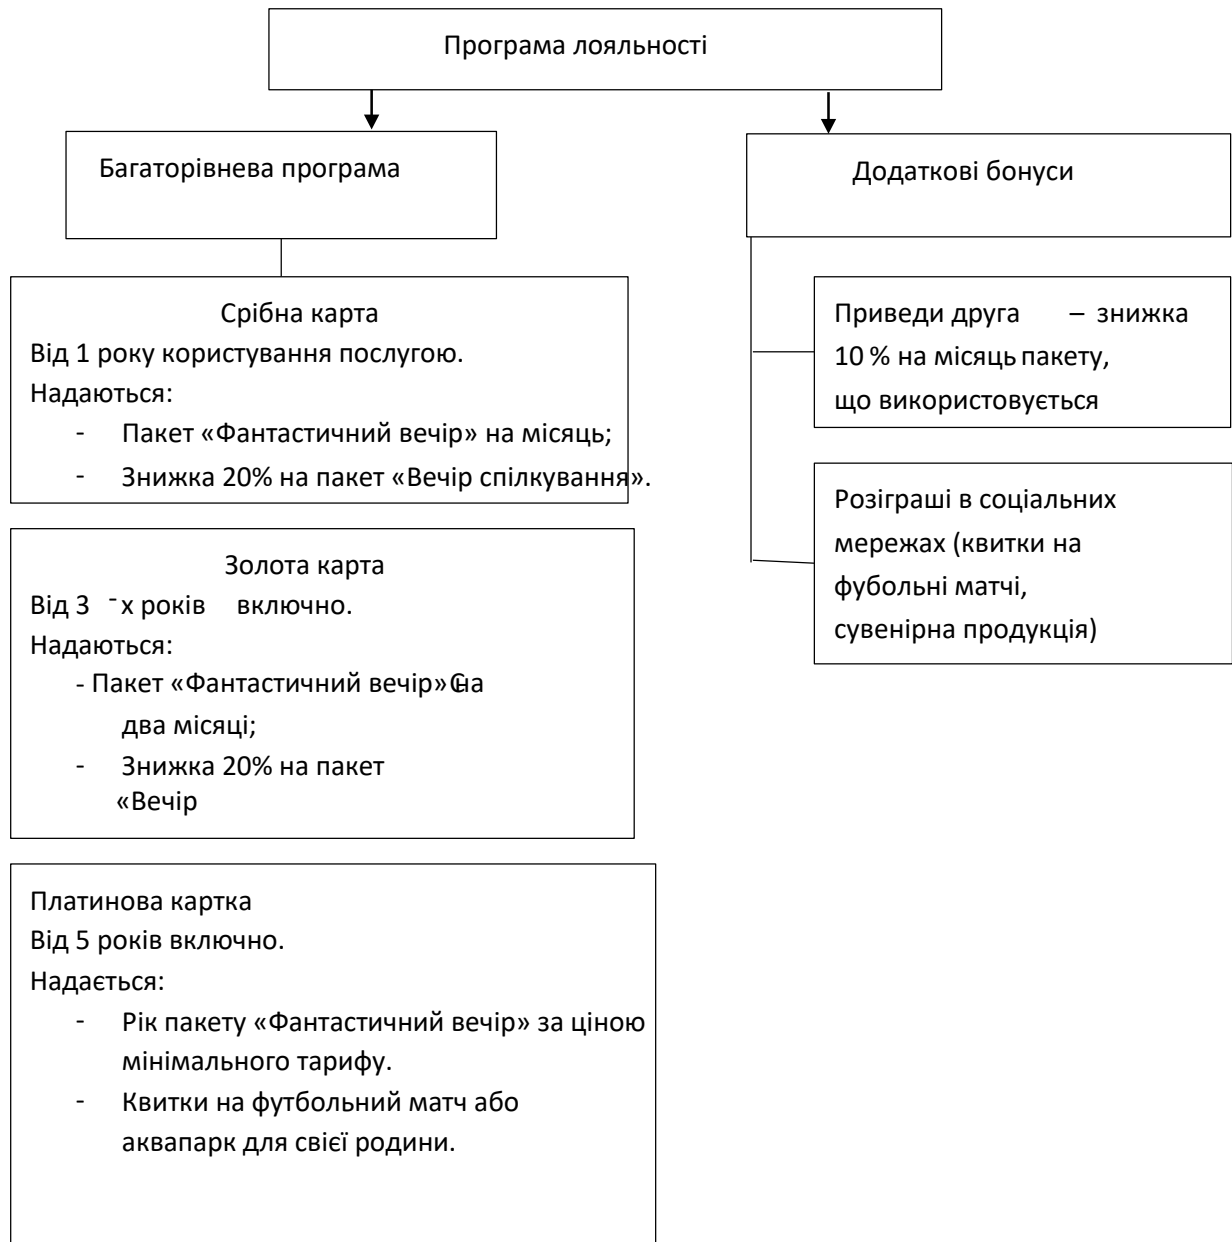 Програма лояльності
Багаторівнева програма
Додаткові бонуси
Срібна карта
Від 1 року користування послугою.
Надаються:
- Пакет «Фантастичний вечір» на місяць;
- Знижка 20% на пакет «Вечір спілкування».
Золота карта
Від 3 -х років включно.
Надаються:
- Пакет «Фантастичний вечір» на
два місяці;
- Знижка 20% на пакет
«Вечір
Платинова картка
Від 5 років включно.
Надається:
- Рік пакету «Фантастичний вечір» за ціною
мінімального тарифу.
- Квитки на футбольний матч або
аквапарк для свієї родини.
Приведи друга – знижка
10 % на місяць пакету,
що використовується
Розіграші в соціальних
мережах (квитки на
фубольні матчі,
сувенірна продукція)